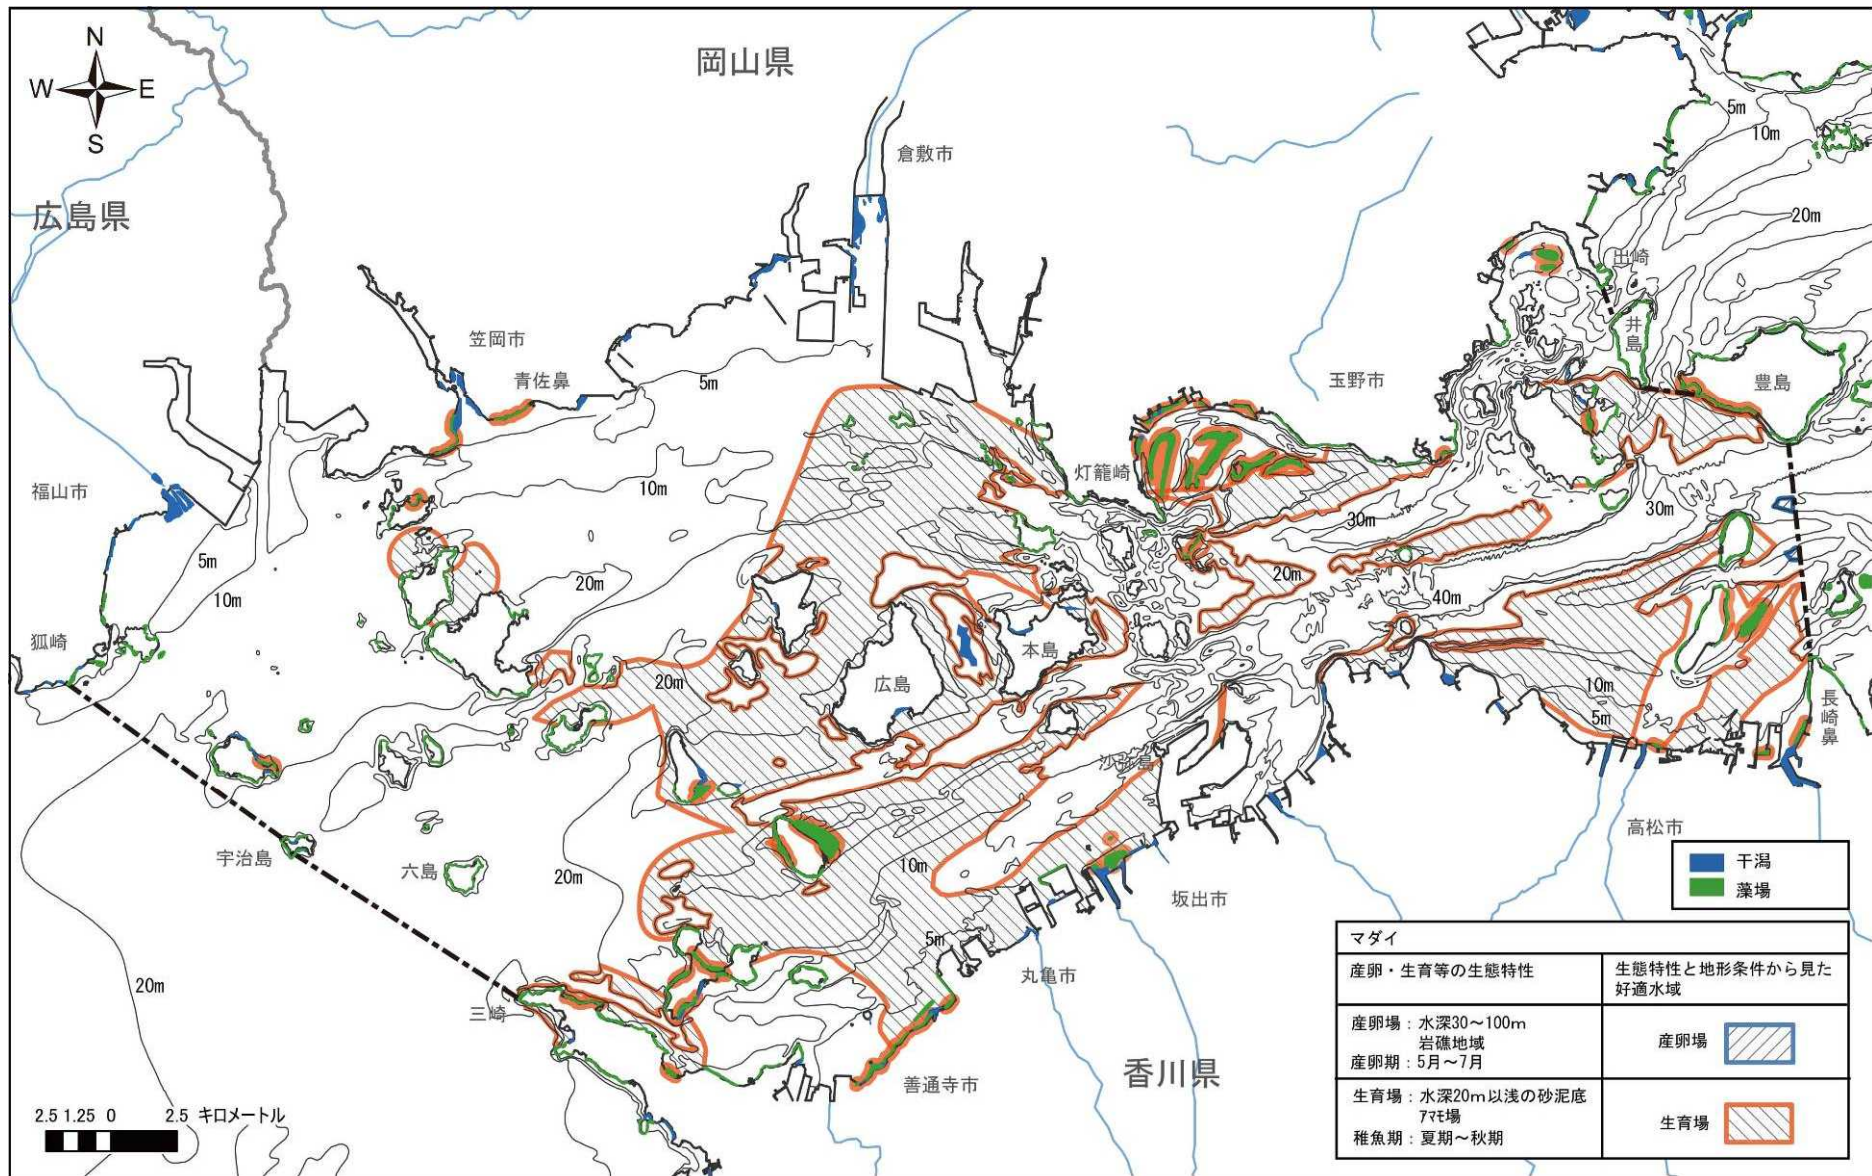 N
W E
S
岡山県
広島県
倉敷市
5m
10m
20m
出崎
笠岡市
井島
豊島
青佐鼻
5m
玉野市
灯籠崎
福山市
10m
30m
30m
5m
20m
20m
10m
40m
狐崎
本島
20m
広島
10m
5m
長崎鼻
沙弥島
高松市
宇治島
六島
20m
10m
坂出市
5m
丸亀市
20m
三崎
善通寺市
香川県
2.5 1.25 0 2.5 キロメートル
干潟
藻場
マダイ
産卵・生育等の生態特性
生態特性と地形条件から見た
好適水域
産卵場：水深30～100m
岩礁地域
産卵期：5月～7月
産卵場
生育場：水深20m以浅の砂泥底
アマモ場
稚魚期：夏期～秋期
生育場